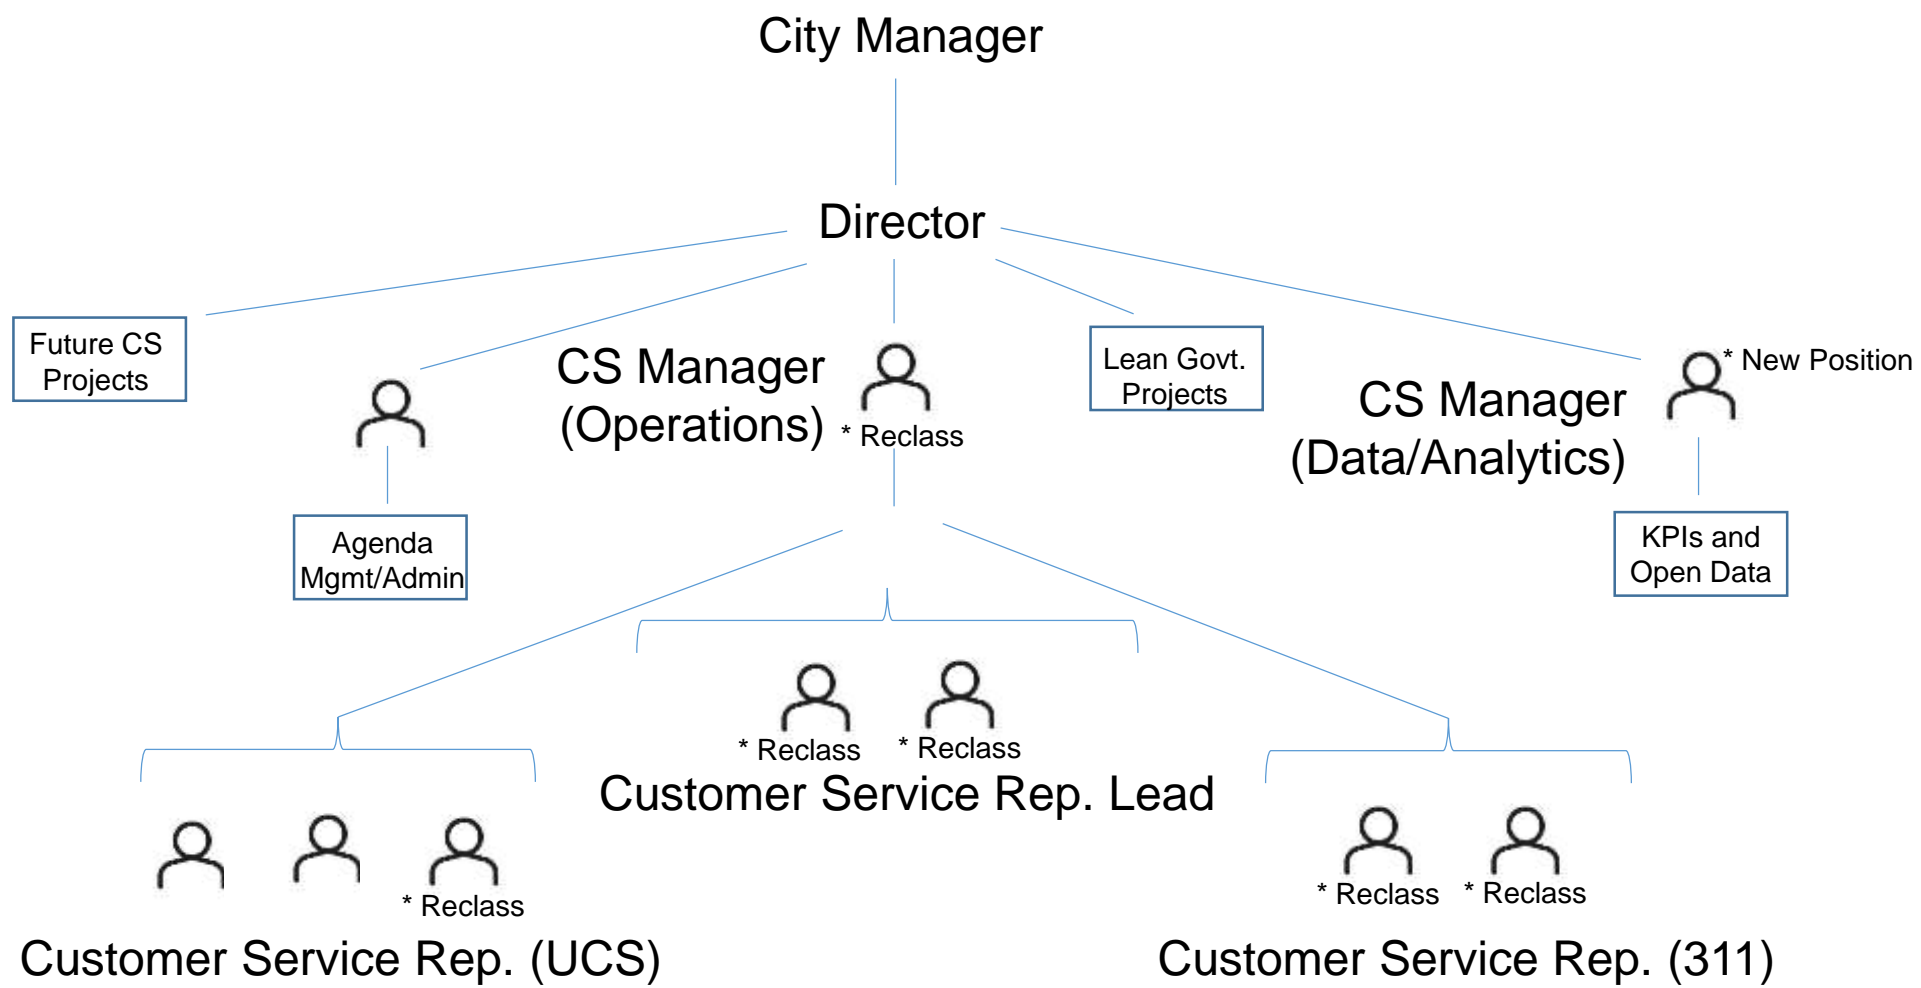 City Manager
Director
Future CS
Projects
CS Manager
(Operations)
* Reclass
Lean Govt.
Projects
* New Position
CS Manager
(Data/Analytics)
Agenda
Mgmt/Admin
KPIs and
Open Data
* Reclass
* Reclass
Customer Service Rep. Lead
* Reclass
Customer Service Rep. (UCS)
* Reclass
* Reclass
Customer Service Rep. (311)